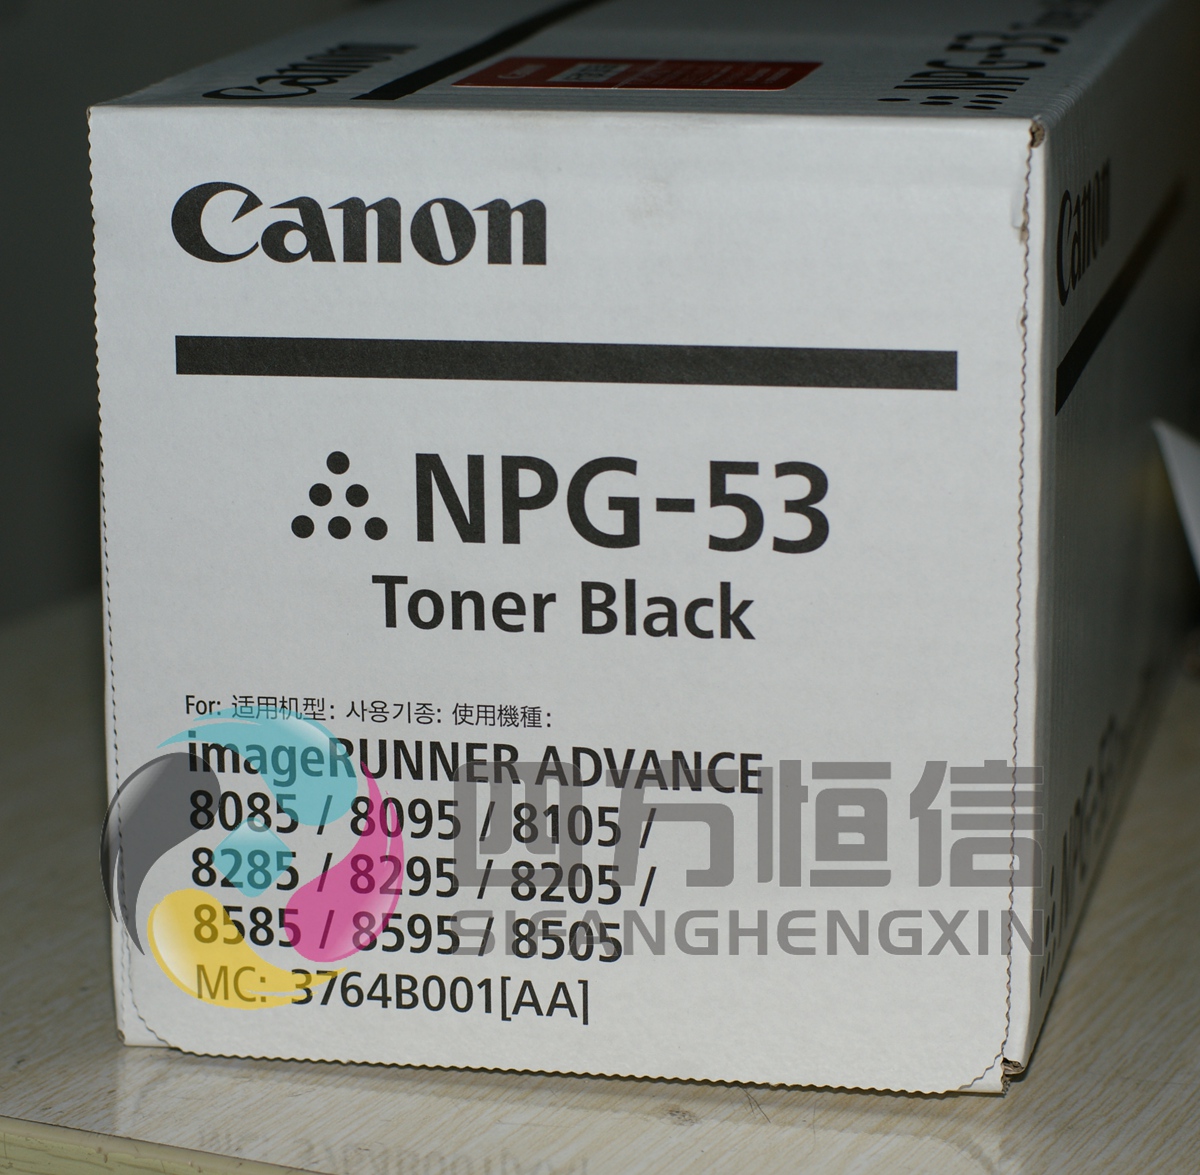 Canon
NPG-53
Canon
Canon
NPG-53
Toner Black
For: 适用机型: 사용기종: 使用機種:
imageRUNNER ADVANCE
8085 / 8095 / 8105 /
8285 / 8295 / 8205 /
8585 / 8595 / 8505
MC: 3764B001[AA]
四方恒信
SIFANGHENGXIN
NPG-53